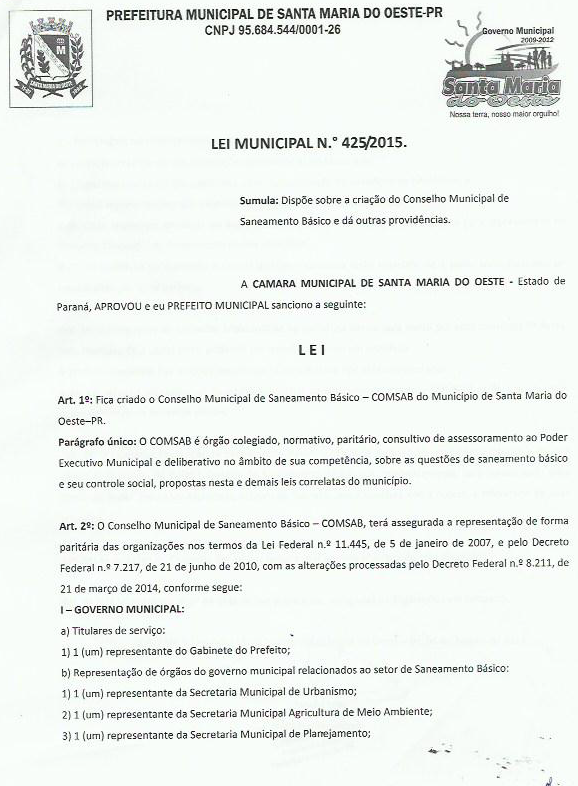 PREFEITURA MUNICIPAL DE SANTA MARIA DO OESTE-PR
CNPJ 95.684.544/0001-26
Governo Municipal
2009-2012
Santa Maria
do Oeste
Nossa terra, nosso maior orgulho!
SANTA MARIA DO OESTE
LEI MUNICIPAL N.° 425/2015.
Sumula: Dispõe sobre a criação do Conselho Municipal de
Saneamento Básico e dá outras providências.
A CAMARA MUNICIPAL DE SANTA MARIA DO OESTE - Estado de
Paraná, APROVOU e eu PREFEITO MUNICIPAL sanciono a seguinte:
L E I
Art. 1º: Fica criado o Conselho Municipal de Saneamento Básico – COMSAB do Município de Santa Maria do
Oeste–PR.
Parágrafo único: O COMSAB é órgão colegiado, normativo, paritário, consultivo de assessoramento ao Poder
Executivo Municipal e deliberativo no âmbito de sua competência, sobre as questões de saneamento básico
e seu controle social, propostas nesta e demais leis correlatas do município.
Art. 2º: O Conselho Municipal de Saneamento Básico – COMSAB, terá assegurada a representação de forma
paritária das organizações nos termos da Lei Federal n.º 11.445, de 5 de janeiro de 2007, e pelo Decreto
Federal n.º 7.217, de 21 de junho de 2010, com as alterações processadas pelo Decreto Federal n.º 8.211, de
21 de março de 2014, conforme segue:
I – GOVERNO MUNICIPAL:
a) Titulares de serviço:
1) 1 (um) representante do Gabinete do Prefeito;
b) Representação de órgãos do governo municipal relacionados ao setor de Saneamento Básico:
1) 1 (um) representante da Secretaria Municipal de Urbanismo;
2) 1 (um) representante da Secretaria Municipal Agricultura de Meio Ambiente;
3) 1 (um) representante da Secretaria Municipal de Planejamento;